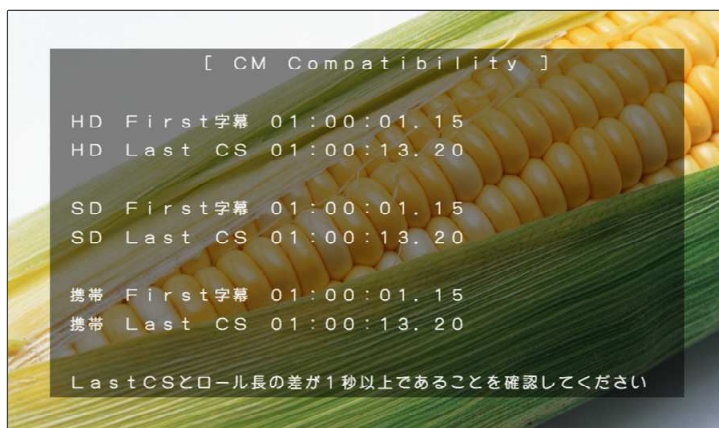 [ CM Compatibility ]
HD First字幕 01:00:01.15
HD Last CS 01:00:13.20
SD First字幕 01:00:01.15
SD Last CS 01:00:13.20
携帯 First字幕 01:00:01.15
携帯 Last CS 01:00:13.20
LastCSとロール長の差が1秒以上であることを確認してください